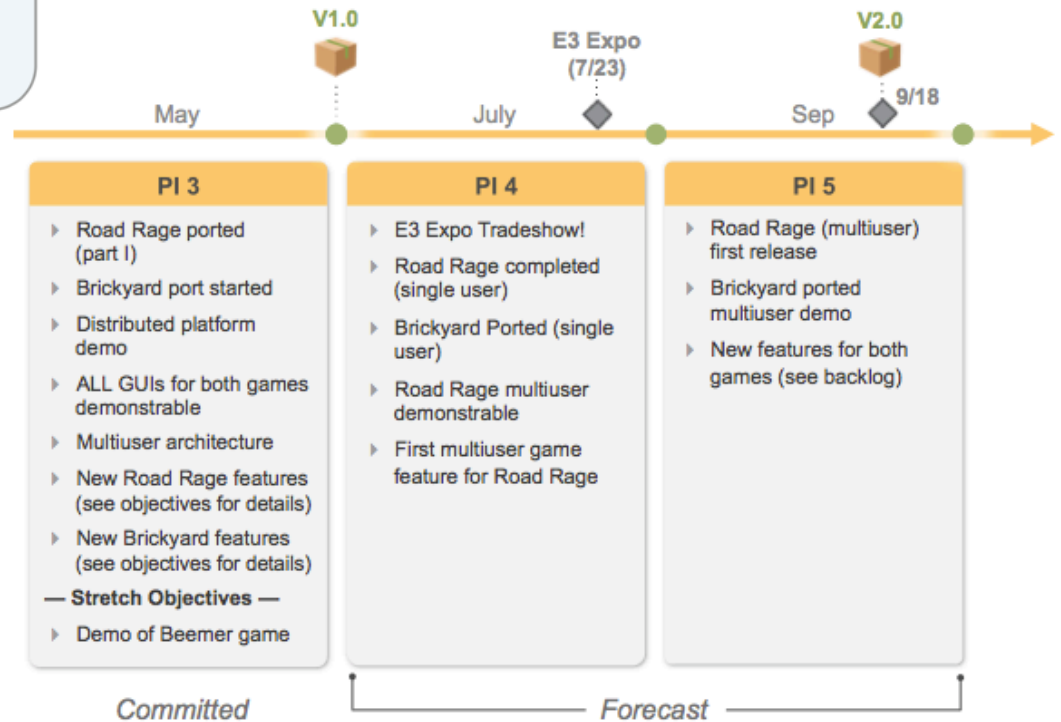 V1.0
V2.0
E3 Expo
(7/23)
9/18
May
July
Sep
PI 3
Road Rage ported
(part I)
Brickyard port started
Distributed platform
demo
ALL GUIs for both games
demonstrable
Multiuser architecture
New Road Rage features
(see objectives for details)
New Brickyard features
(see objectives for details)
— Stretch Objectives —
Demo of Beemer game
PI 4
E3 Expo Tradeshow!
Road Rage completed
(single user)
Brickyard Ported (single
user)
Road Rage multiuser
demonstrable
First multiuser game
feature for Road Rage
PI 5
Road Rage (multiuser)
first release
Brickyard ported
multiuser demo
New features for both
games (see backlog)
Committed
Forecast